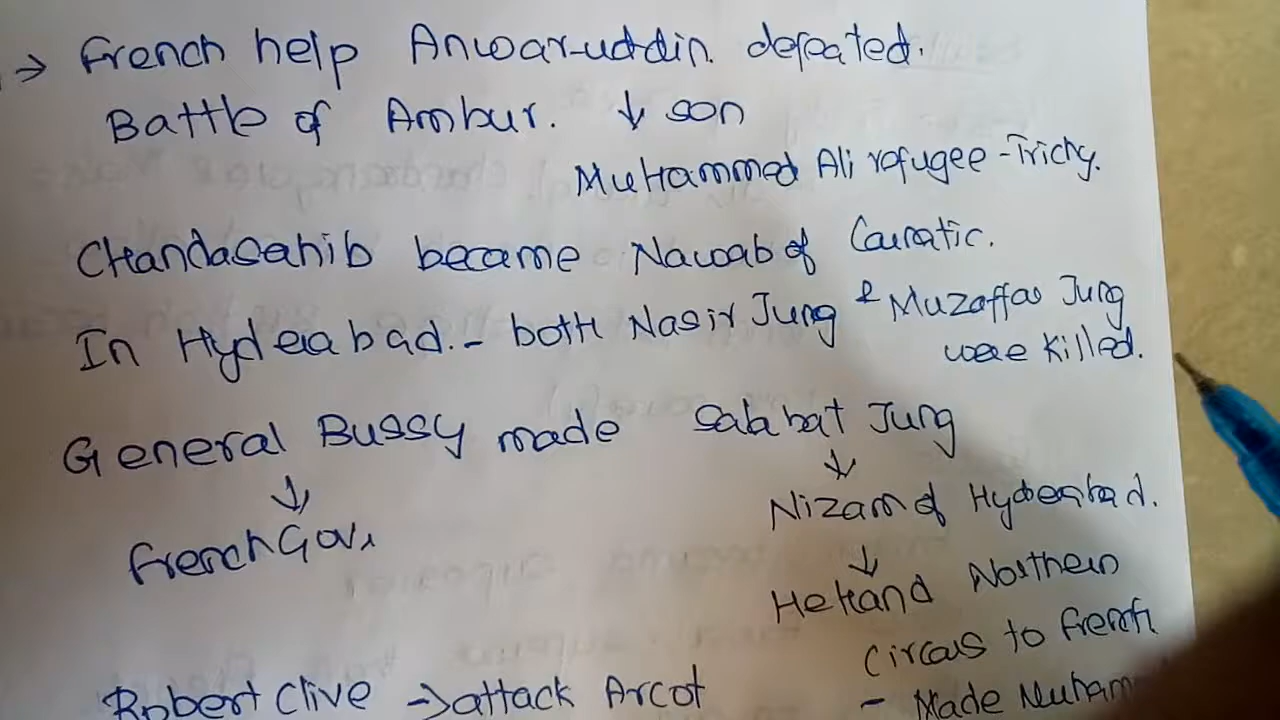 → French help Anwar-uddin. defeated.
Battle of Ambur. ↓ son
Muhammed Ali refugee - Trichy.
Chandasahib became Nawab of Carnatic.
In Hyderabad. - both Nasir Jung & Muzaffar Jung
were killed.
General Bussy made Salabat Jung
↓ ↓
French Gov. Nizam of Hyderabad.
↓
He hand Northern
Circars to French
Robert Clive → attack Arcot - Made Muham